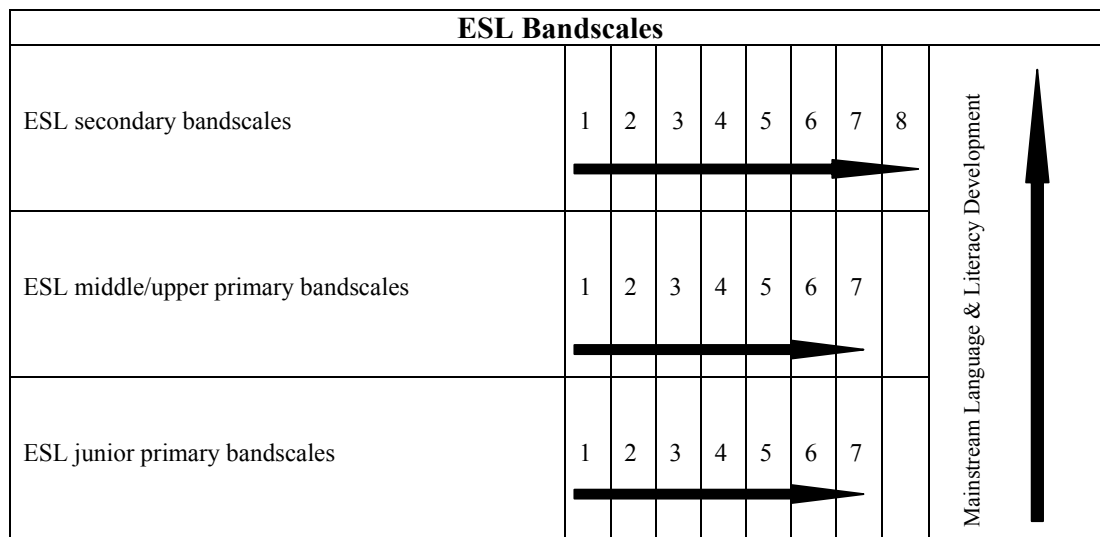 ESL Bandscales
ESL secondary bandscales 1 2 3 4 5 6 7 8
ESL middle/upper primary bandscales 1 2 3 4 5 6 7
ESL junior primary bandscales 1 2 3 4 5 6 7
Mainstream Language & Literacy Development